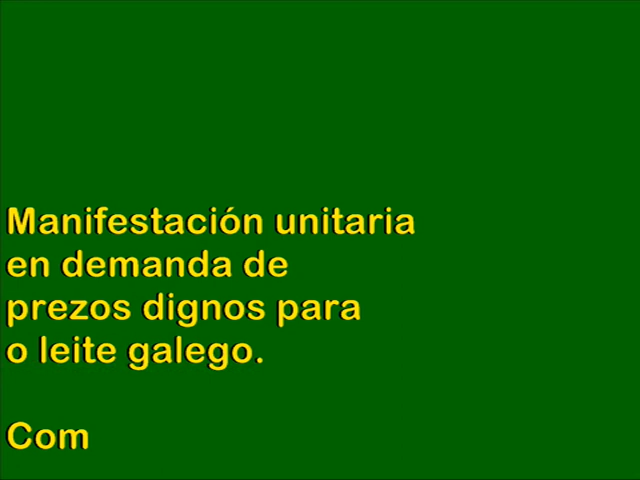 Manifestación unitaria
en demanda de
prezos dignos para
o leite galego.
Com